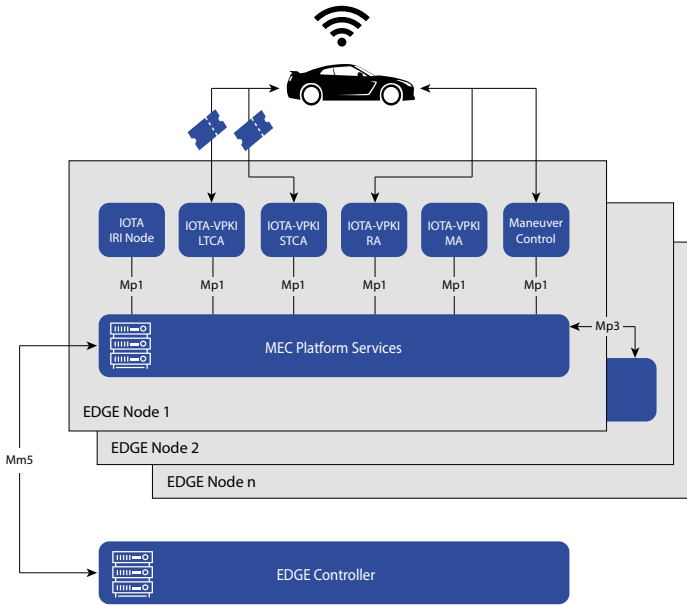 IOTA
IRI Node
IOTA-VPKI
LTCA
IOTA-VPKI
STCA
IOTA-VPKI
RA
IOTA-VPKI
MA
Maneuver
Control
Mp1
Mp1
Mp1
Mp1
Mp1
Mp1
Mp3
MEC Platform Services
EDGE Node 1
EDGE Node 2
Mm5
EDGE Node n
EDGE Controller